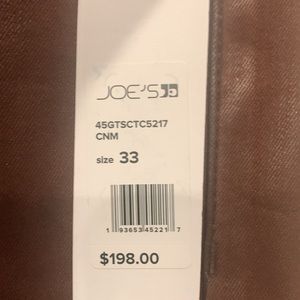 JOE'S
45GTSCTC5217
CNM
size 33
1 93653 45221 7
$198.00